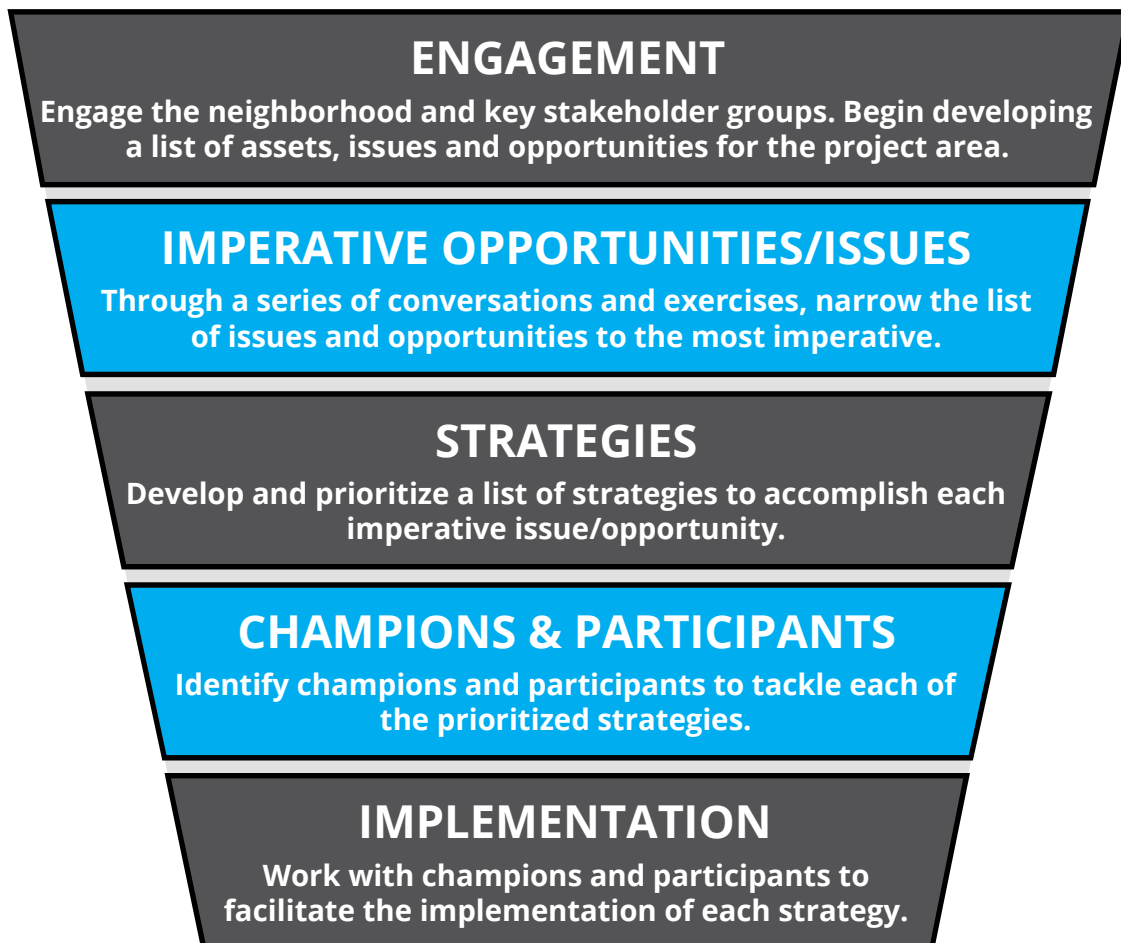 ENGAGEMENT
Engage the neighborhood and key stakeholder groups. Begin developing
a list of assets, issues and opportunities for the project area.
IMPERATIVE OPPORTUNITIES/ISSUES
Through a series of conversations and exercises, narrow the list
of issues and opportunities to the most imperative.
STRATEGIES
Develop and prioritize a list of strategies to accomplish each
imperative issue/opportunity.
CHAMPIONS & PARTICIPANTS
Identify champions and participants to tackle each of
the prioritized strategies.
IMPLEMENTATION
Work with champions and participants to
facilitate the implementation of each strategy.